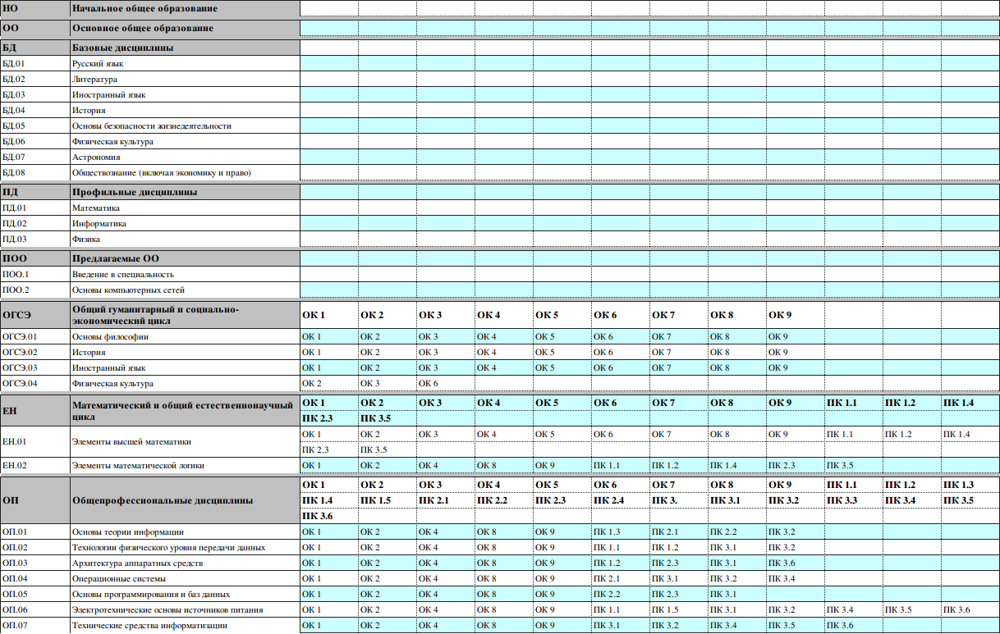 НО Начальное общее образование
ОО Основное общее образование
БД Базовые дисциплины
БД.01 Русский язык
БД.02 Литература
БД.03 Иностранный язык
БД.04 История
БД.05 Основы безопасности жизнедеятельности
БД.06 Физическая культура
БД.07 Астрономия
БД.08 Обществознание (включая экономику и право)
ПД Профильные дисциплины
ПД.01 Математика
ПД.02 Информатика
ПД.03 Физика
ПОО Предлагаемые ОО
ПОО.1 Введение в специальность
ПОО.2 Основы компьютерных сетей
ОГСЭ Общий гуманитарный и социально-
экономический цикл ОК 1 ОК 2 ОК 3 ОК 4 ОК 5 ОК 6 ОК 7 ОК 8 ОК 9
ОГСЭ.01 Основы философии ОК 1 ОК 2 ОК 3 ОК 4 ОК 5 ОК 6 ОК 7 ОК 8 ОК 9
ОГСЭ.02 История ОК 1 ОК 2 ОК 3 ОК 4 ОК 5 ОК 6 ОК 7 ОК 8 ОК 9
ОГСЭ.03 Иностранный язык ОК 1 ОК 2 ОК 3 ОК 4 ОК 5 ОК 6 ОК 7 ОК 8 ОК 9
ОГСЭ.04 Физическая культура ОК 2 ОК 3 ОК 6
ЕН Математический и общий естественнонаучный
цикл
ОК 1 ОК 2 ОК 3 ОК 4 ОК 5 ОК 6 ОК 7 ОК 8 ОК 9 ПК 1.1 ПК 1.2 ПК 1.4
ПК 2.3 ПК 3.5
ЕН.01 Элементы высшей математики
ОК 1 ОК 2 ОК 3 ОК 4 ОК 5 ОК 6 ОК 7 ОК 8 ОК 9 ПК 1.1 ПК 1.2 ПК 1.4
ПК 2.3 ПК 3.5
ЕН.02 Элементы математической логики ОК 1 ОК 2 ОК 4 ОК 8 ОК 9 ПК 1.1 ПК 1.2 ПК 1.4 ПК 2.3 ПК 3.5
ОП Общепрофессиональные дисциплины
ОК 1 ОК 2 ОК 3 ОК 4 ОК 5 ОК 6 ОК 7 ОК 8 ОК 9 ПК 1.1 ПК 1.2 ПК 1.3
ПК 1.4 ПК 1.5 ПК 2.1 ПК 2.2 ПК 2.3 ПК 2.4 ПК 3. ПК 3.1 ПК 3.2 ПК 3.3 ПК 3.4 ПК 3.5
ПК 3.6
ОП.01 Основы теории информации ОК 1 ОК 2 ОК 4 ОК 8 ОК 9 ПК 1.3 ПК 2.1 ПК 2.2 ПК 3.2
ОП.02 Технологии физического уровня передачи данных ОК 1 ОК 2 ОК 4 ОК 8 ОК 9 ПК 1.1 ПК 1.2 ПК 3.1 ПК 3.2
ОП.03 Архитектура аппаратных средств ОК 1 ОК 2 ОК 4 ОК 8 ОК 9 ПК 1.2 ПК 2.3 ПК 3.1 ПК 3.6
ОП.04 Операционные системы ОК 1 ОК 2 ОК 4 ОК 8 ОК 9 ПК 2.1 ПК 3.1 ПК 3.2 ПК 3.4
ОП.05 Основы программирования и баз данных ОК 1 ОК 2 ОК 4 ОК 8 ОК 9 ПК 2.2 ПК 2.3 ПК 3.1
ОП.06 Электротехнические основы источников питания ОК 1 ОК 2 ОК 4 ОК 8 ОК 9 ПК 1.1 ПК 1.5 ПК 3.1 ПК 3.2 ПК 3.4 ПК 3.5 ПК 3.6
ОП.07 Технические средства информатизации ОК 1 ОК 2 ОК 4 ОК 8 ОК 9 ПК 3.1 ПК 3.2 ПК 3.4 ПК 3.5 ПК 3.6